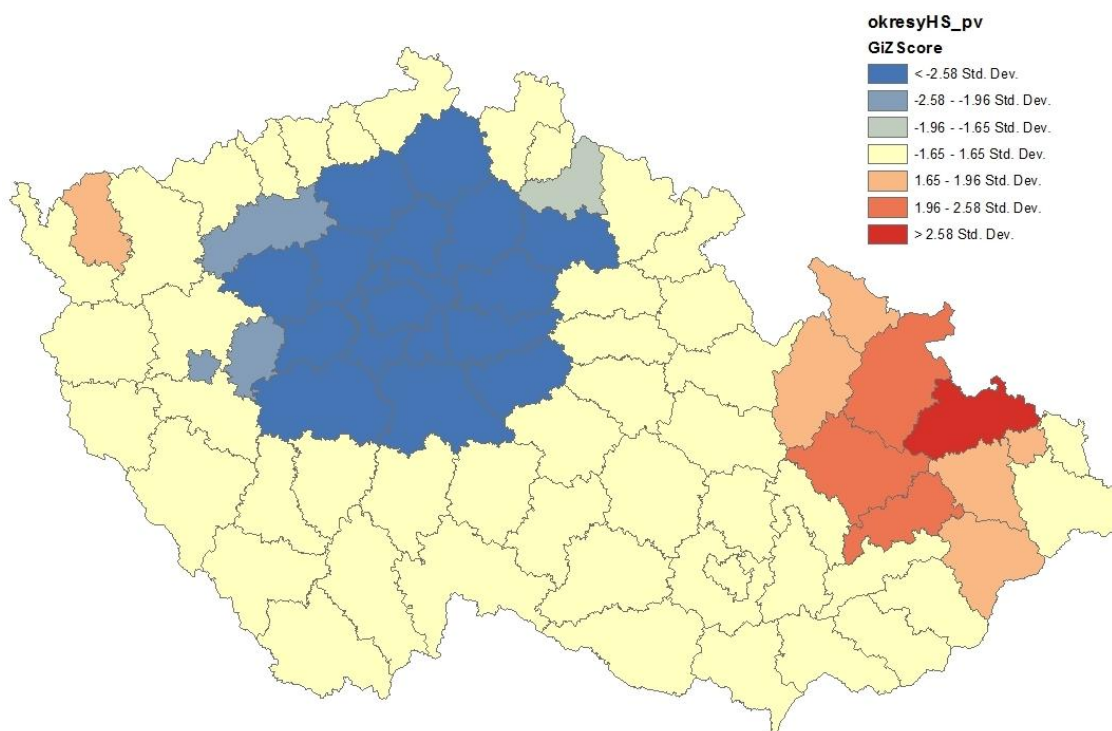 okresyHS_pv
GiZScore
< -2.58 Std. Dev.
-2.58 - -1.96 Std. Dev.
-1.96 - -1.65 Std. Dev.
-1.65 - 1.65 Std. Dev.
1.65 - 1.96 Std. Dev.
1.96 - 2.58 Std. Dev.
> 2.58 Std. Dev.